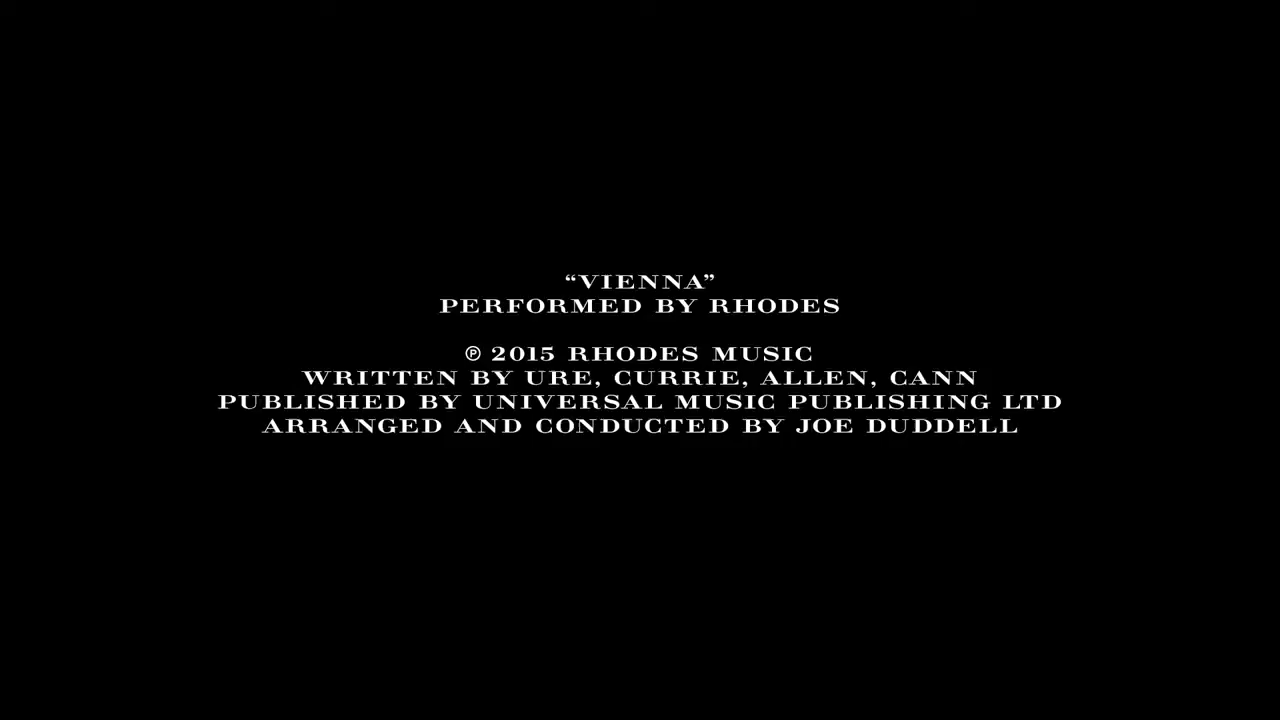 “VIENNA”
PERFORMED BY RHODES
℗ 2015 RHODES MUSIC
WRITTEN BY URE, CURRIE, ALLEN, CANN
PUBLISHED BY UNIVERSAL MUSIC PUBLISHING LTD
ARRANGED AND CONDUCTED BY JOE DUDDELL